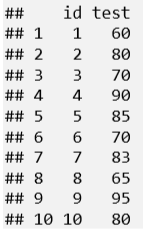 ##    id test
## 1   1   60
## 2   2   80
## 3   3   70
## 4   4   90
## 5   5   85
## 6   6   70
## 7   7   83
## 8   8   65
## 9   9   95
## 10 10   80